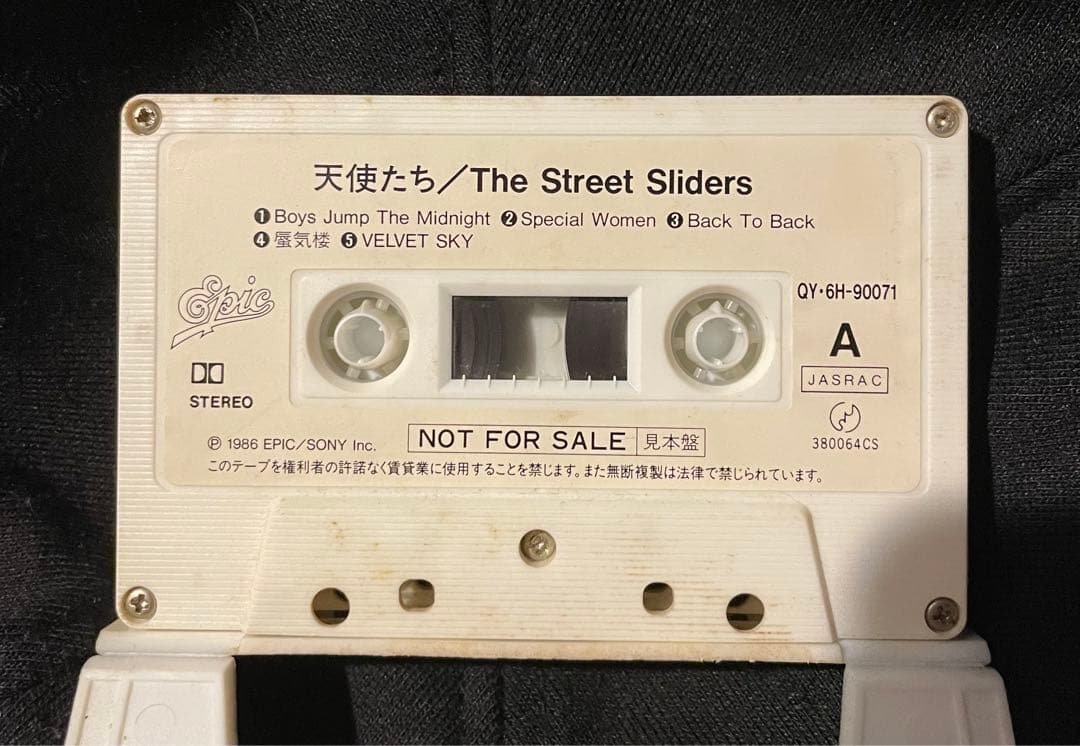 天使たち/The Street Sliders
❶Boys Jump The Midnight ❷Special Women ❸Back To Back
❹蜃気楼 ❺VELVET SKY
Epic
QY・6H-90071
A
JASRAC
STEREO
380064CS
℗ 1986 EPIC/SONY Inc.
NOT FOR SALE 見本盤
このテープを権利者の許諾なく賃貸業に使用することを禁じます。また無断複製は法律で禁じられています。